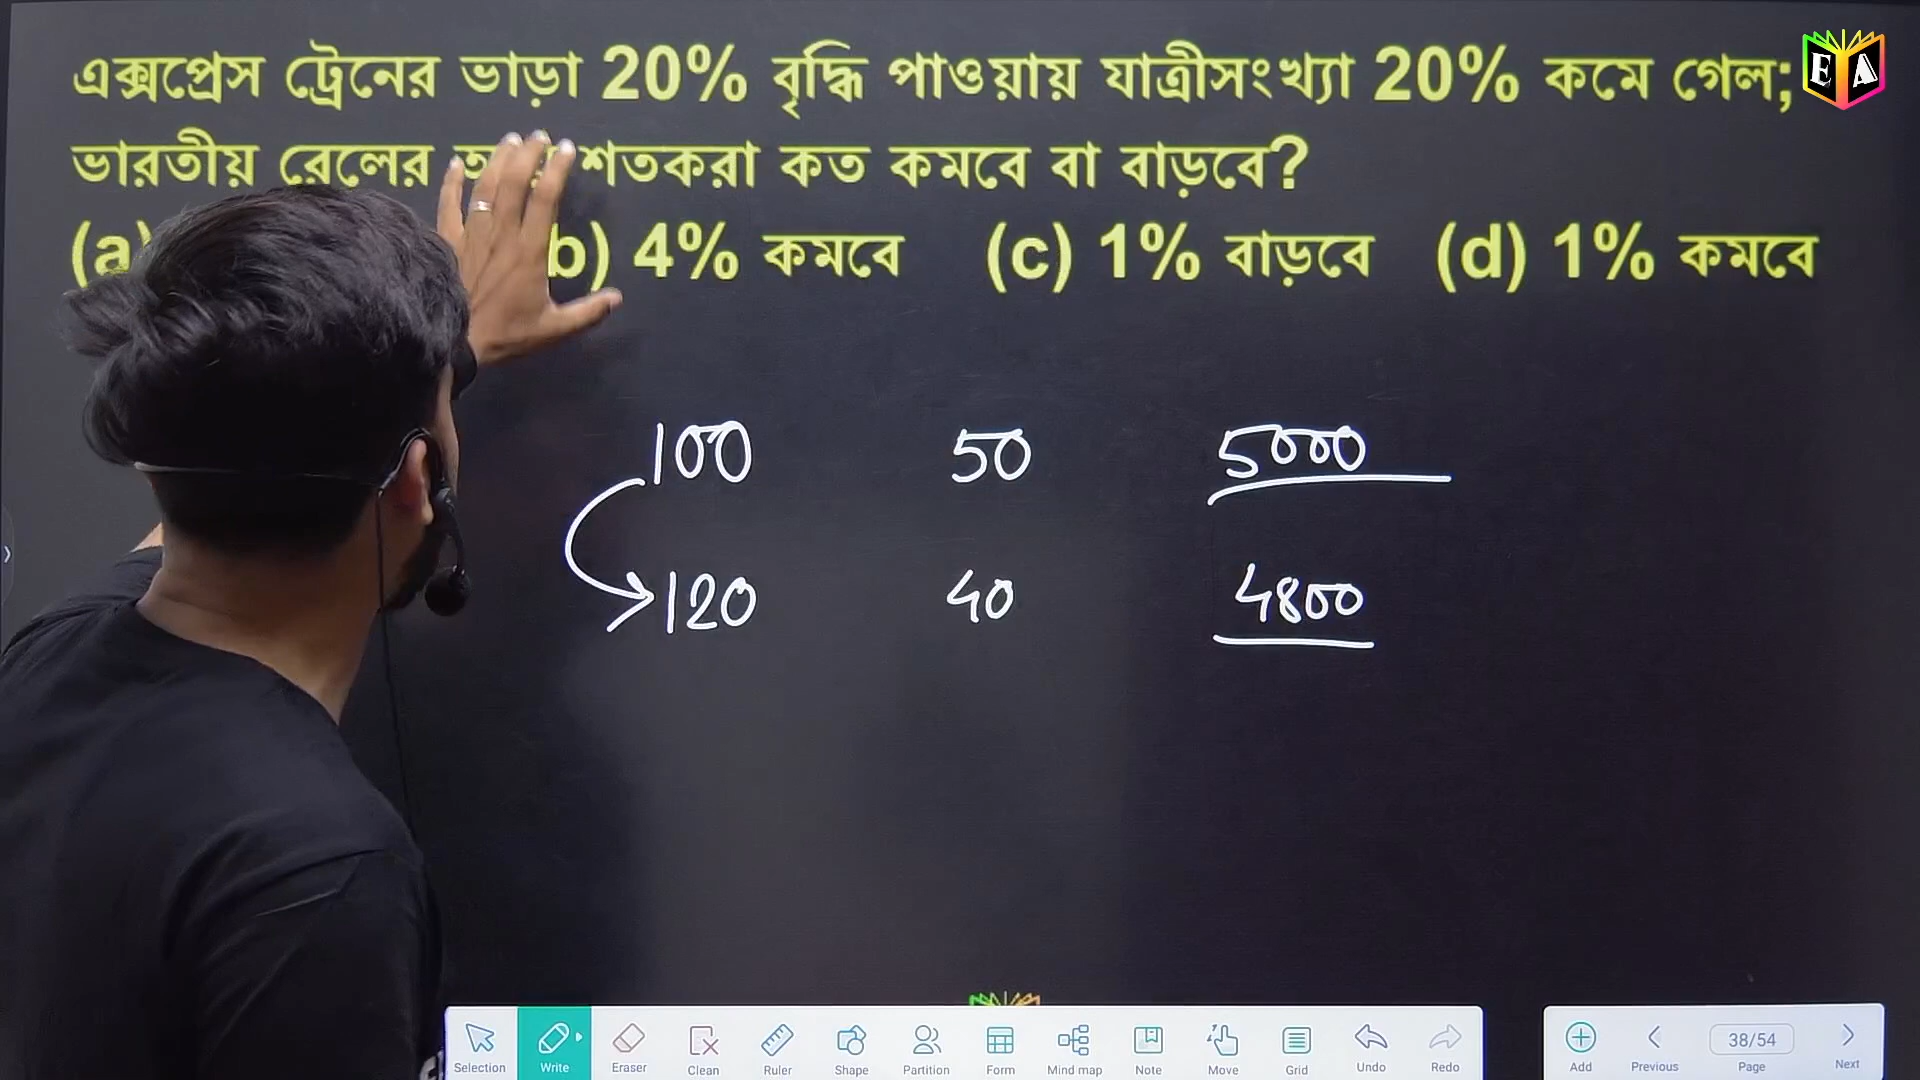 এক্সপ্রেস ট্রেনের ভাড়া 20% বৃদ্ধি পাওয়ায় যাত্রীসংখ্যা 20% কমে গেল;
ভারতীয় রেলের শতকরা কত কমবে বা বাড়বে?
(a) b) 4% কমবে (c) 1% বাড়বে (d) 1% কমবে
EA
100 50 5000
120 40 4800
Selection Write Eraser Clean Ruler Shape Partition Form Mind map Note Move Grid Undo Redo
Add Previous 38/54 Page Next